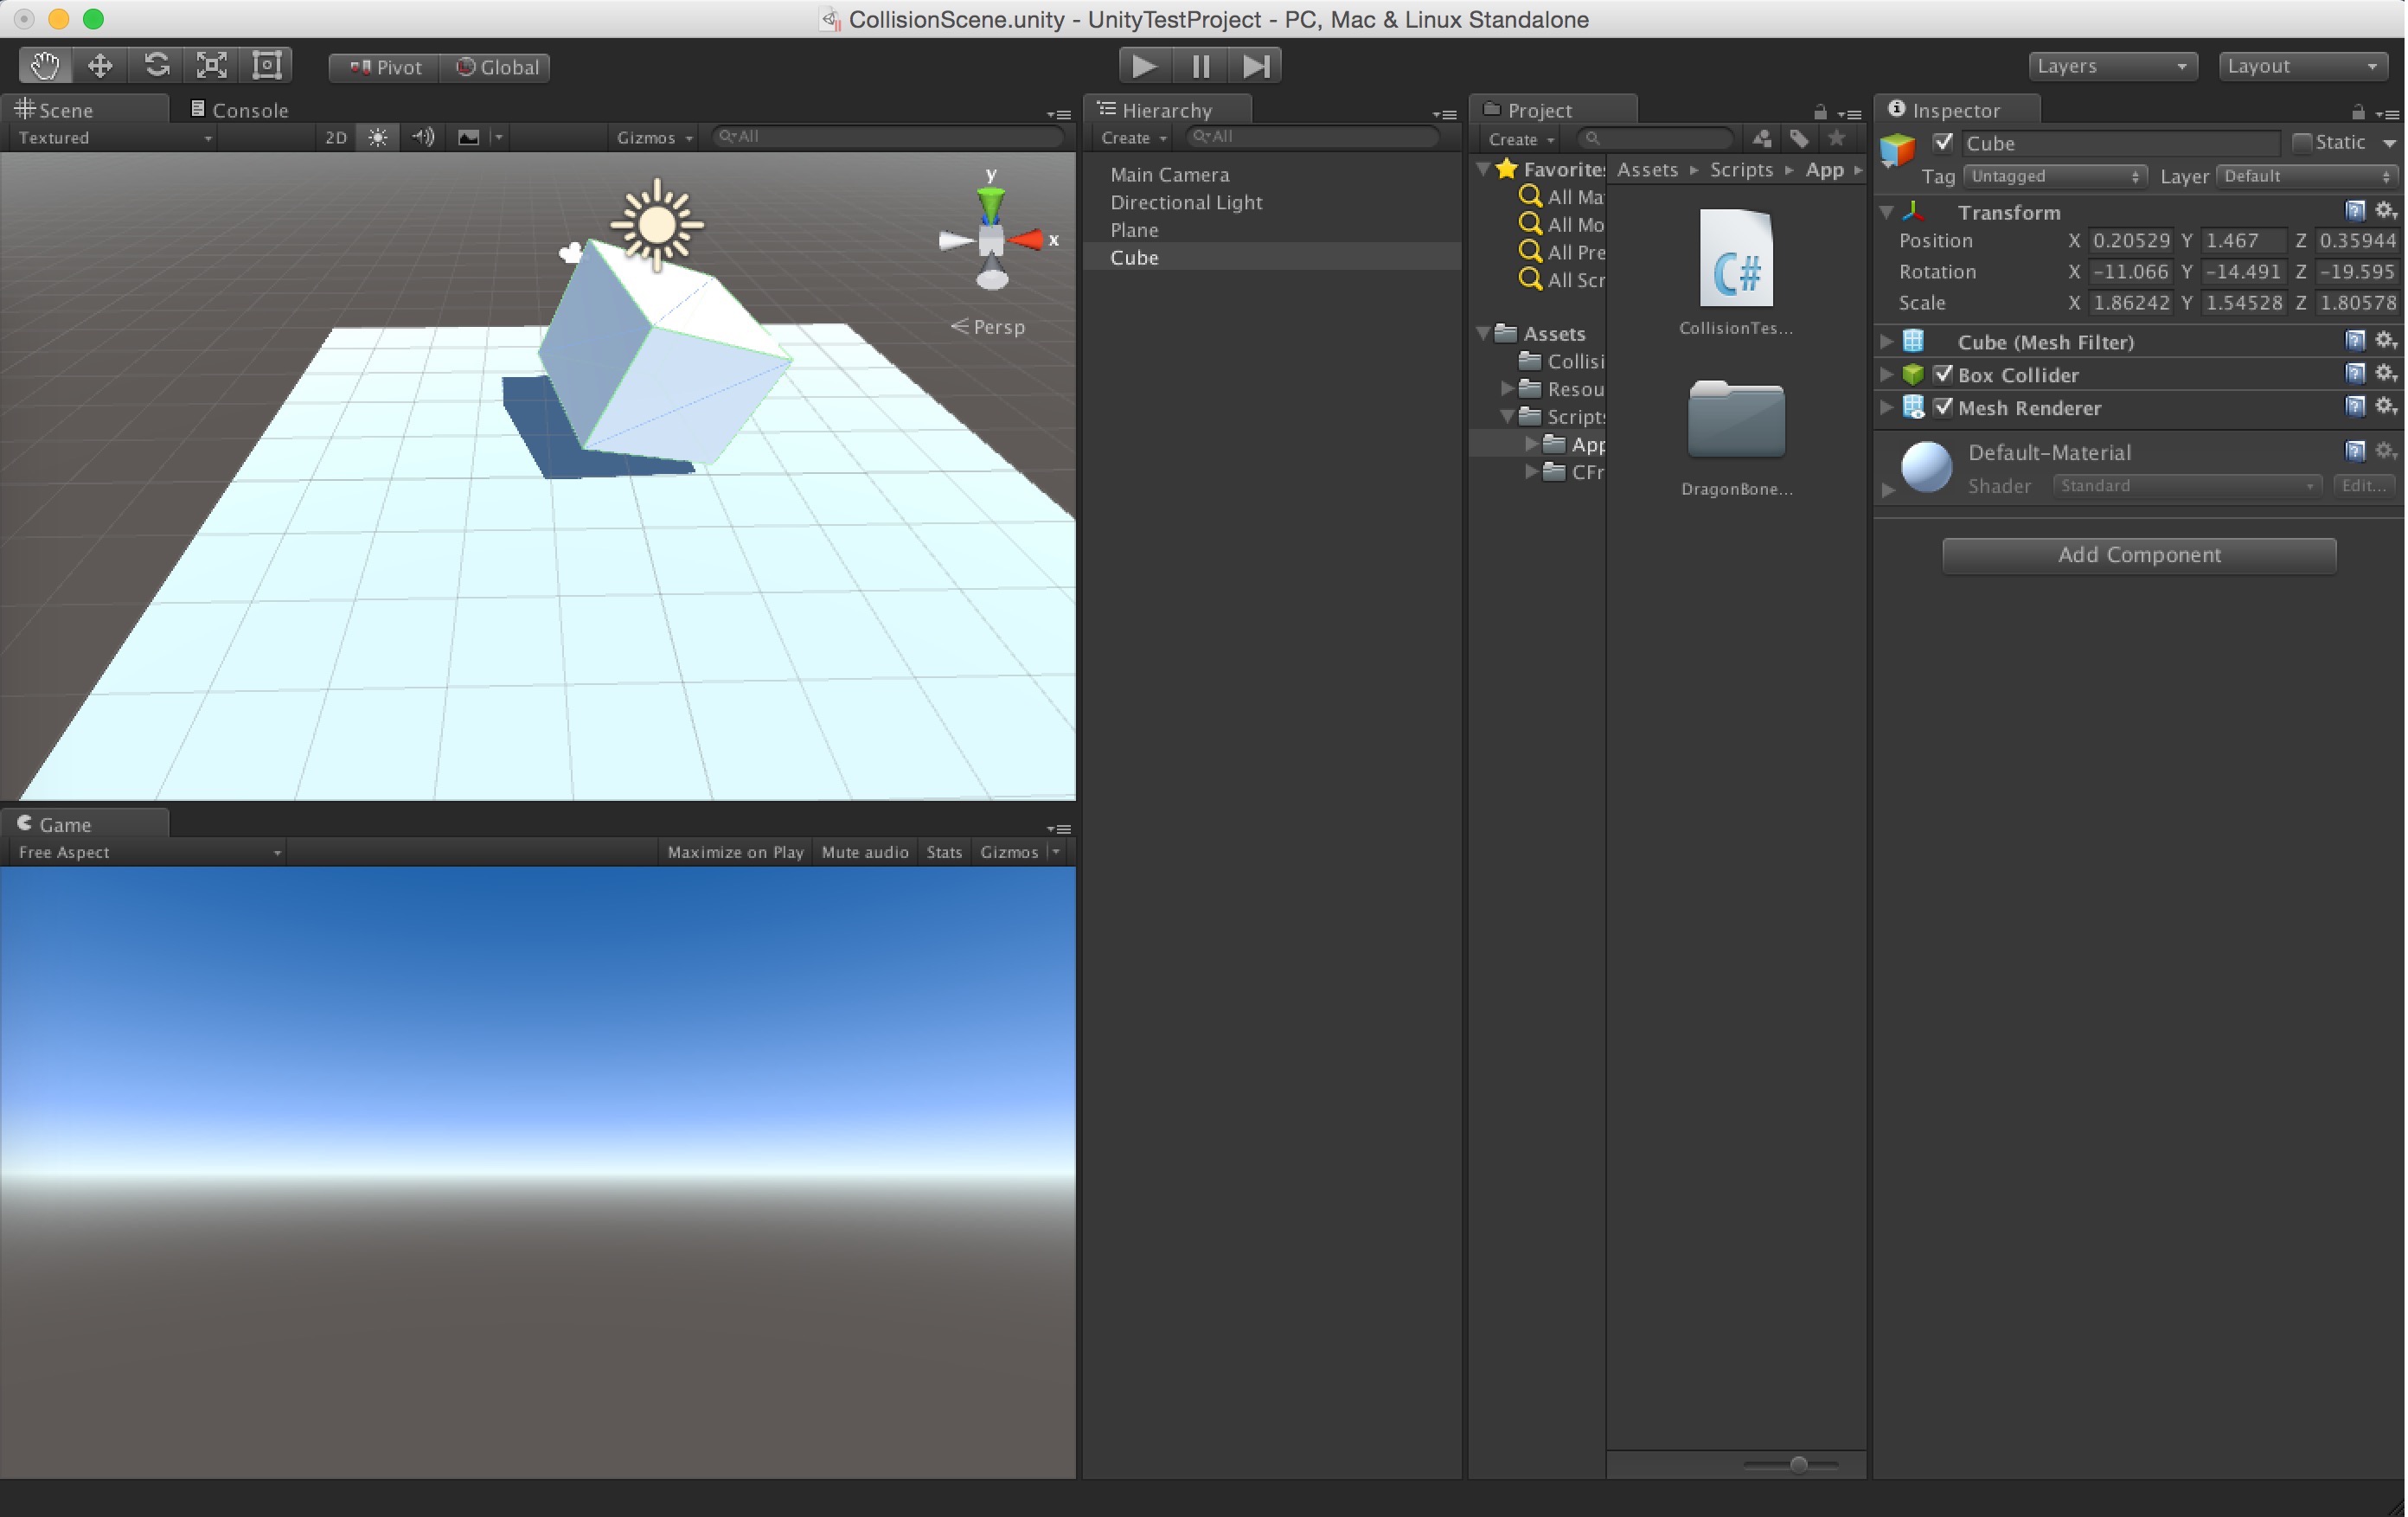 CollisionScene.unity - UnityTestProject - PC, Mac & Linux Standalone
Pivot Global
Layers Layout
Scene Console
Textured 2D Gizmos All
y
x
Persp
Game
Free Aspect Maximize on Play Mute audio Stats Gizmos
Hierarchy
Create All
Main Camera
Directional Light
Plane
Cube
Project
Create
Favorites
All Ma
All Mo
All Pre
All Scr
Assets
Collisi
Resou
Scripts
App
CFr
Assets Scripts App
C#
CollisionTes...
DragonBone...
Inspector
Cube Static
Tag Untagged Layer Default
Transform
Position X 0.20529 Y 1.467 Z 0.35944
Rotation X -11.066 Y -14.491 Z -19.595
Scale X 1.86242 Y 1.54528 Z 1.80578
Cube (Mesh Filter)
Box Collider
Mesh Renderer
Default-Material
Shader Standard Edit...
Add Component